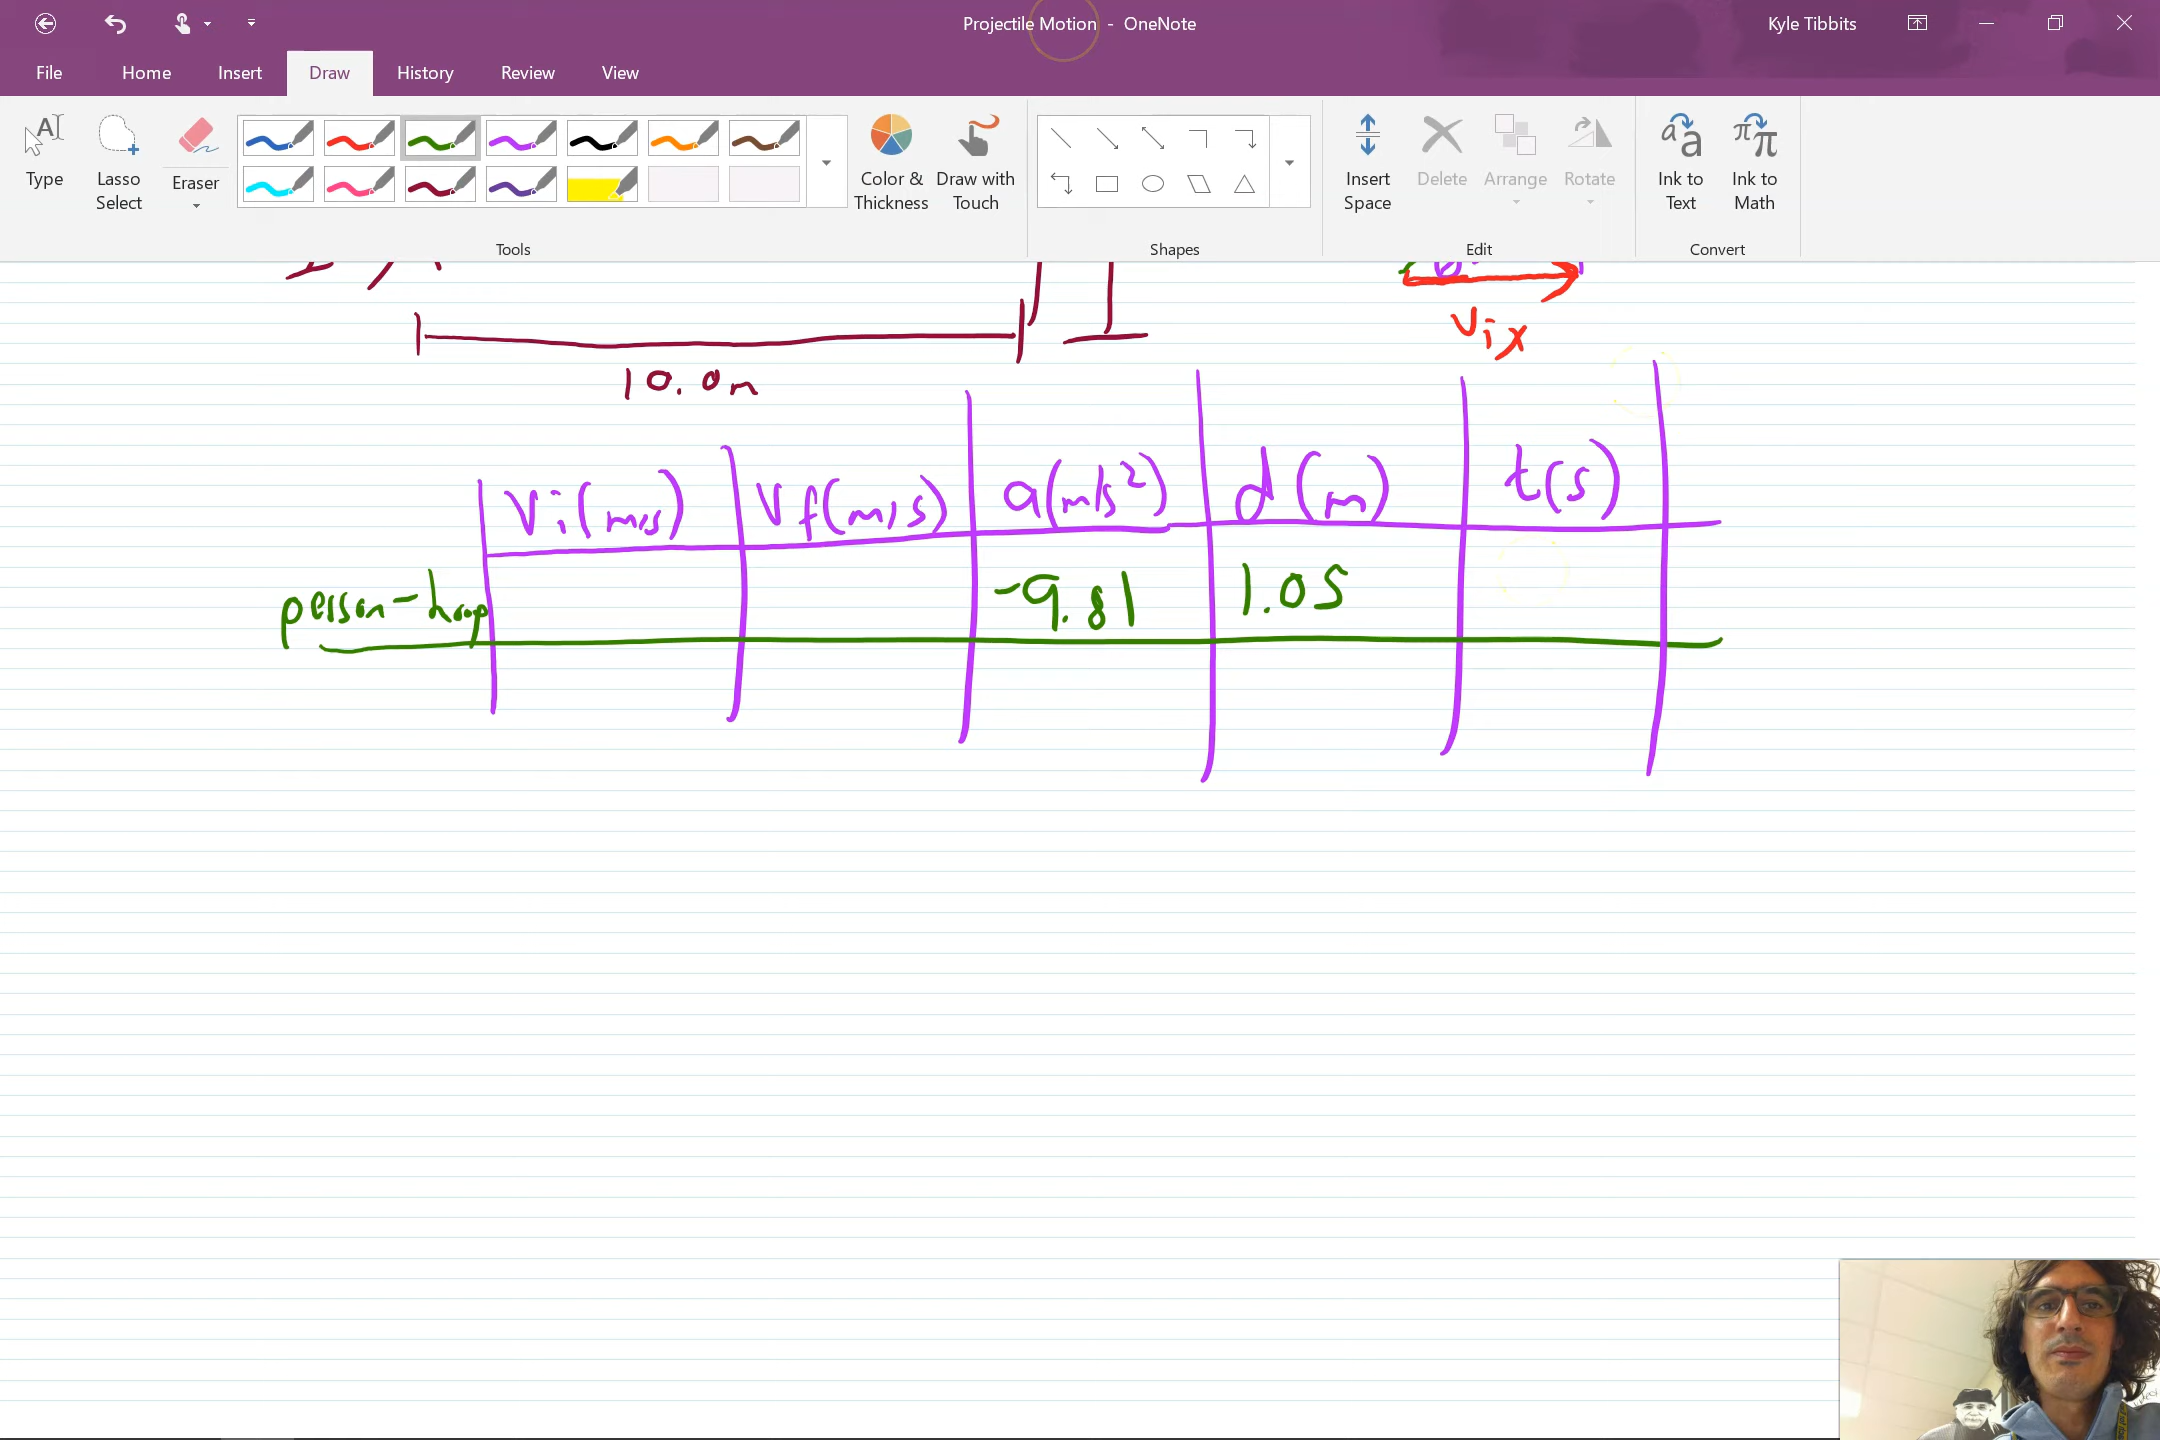 Projectile Motion - OneNote
Kyle Tibbits
File Home Insert Draw History Review View
Type
Lasso Select
Eraser
Color & Thickness
Draw with Touch
Insert Space
Delete
Arrange
Rotate
Ink to Text
Ink to Math
Tools
Shapes
Edit
Convert
vix
10.0m
Vi(m/s) Vf(m/s) a(m/s²) d(m) t(s)
person-hoop -9.81 1.05